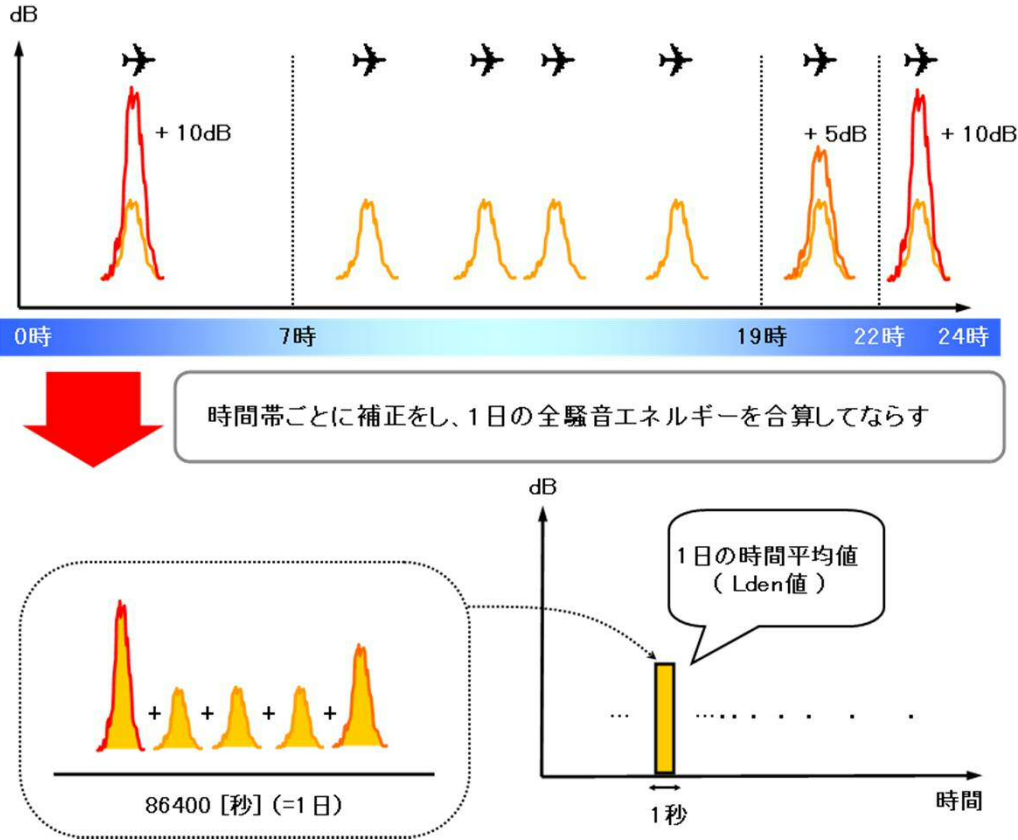 dB
+ 10dB
+ 5dB
+ 10dB
0時 7時 19時 22時 24時
時間帯ごとに補正をし、1日の全騒音エネルギーを合算してならす
dB
1日の時間平均値
( Lden値 )
+ + + +
86400 [秒] (=1日)
... ...... . . . . .
1秒
時間